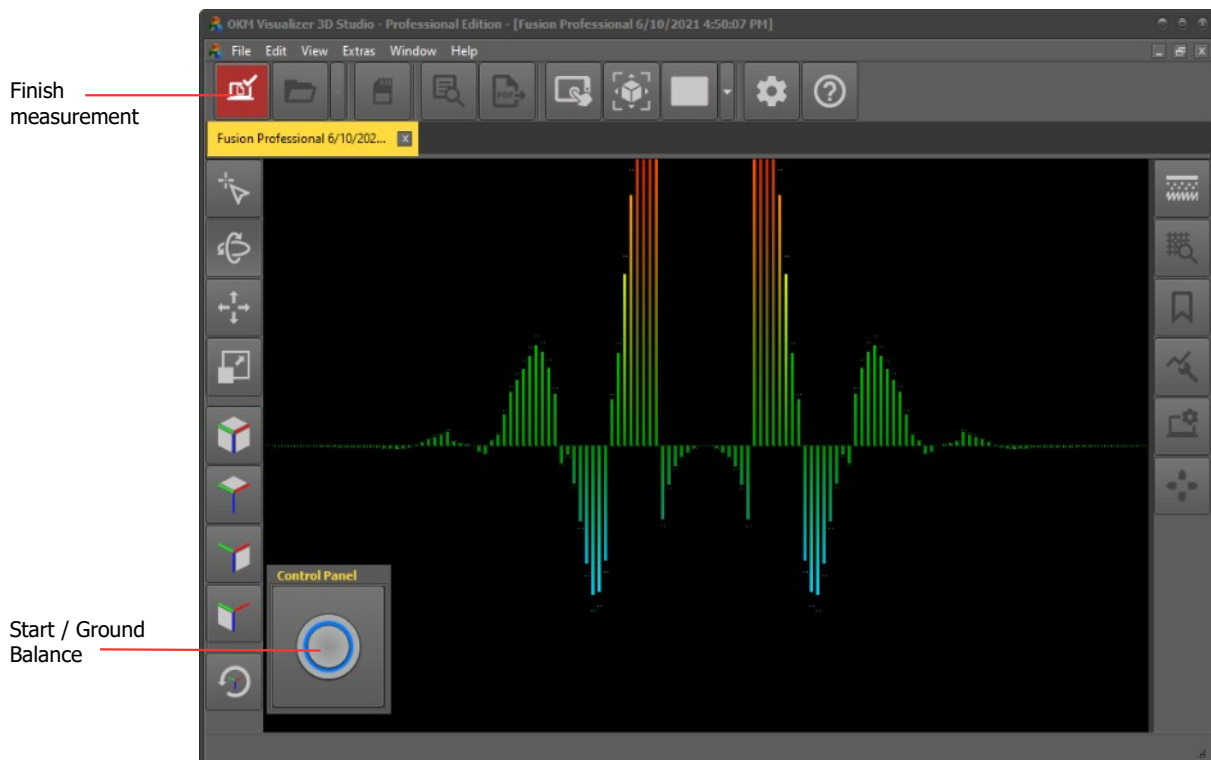 OKM Visualizer 3D Studio - Professional Edition - [Fusion Professional 6/10/2021 4:50:07 PM]
File Edit View Extras Window Help
Finish
measurement
PDF
Fusion Professional 6/10/202...
Control Panel
Start / Ground
Balance